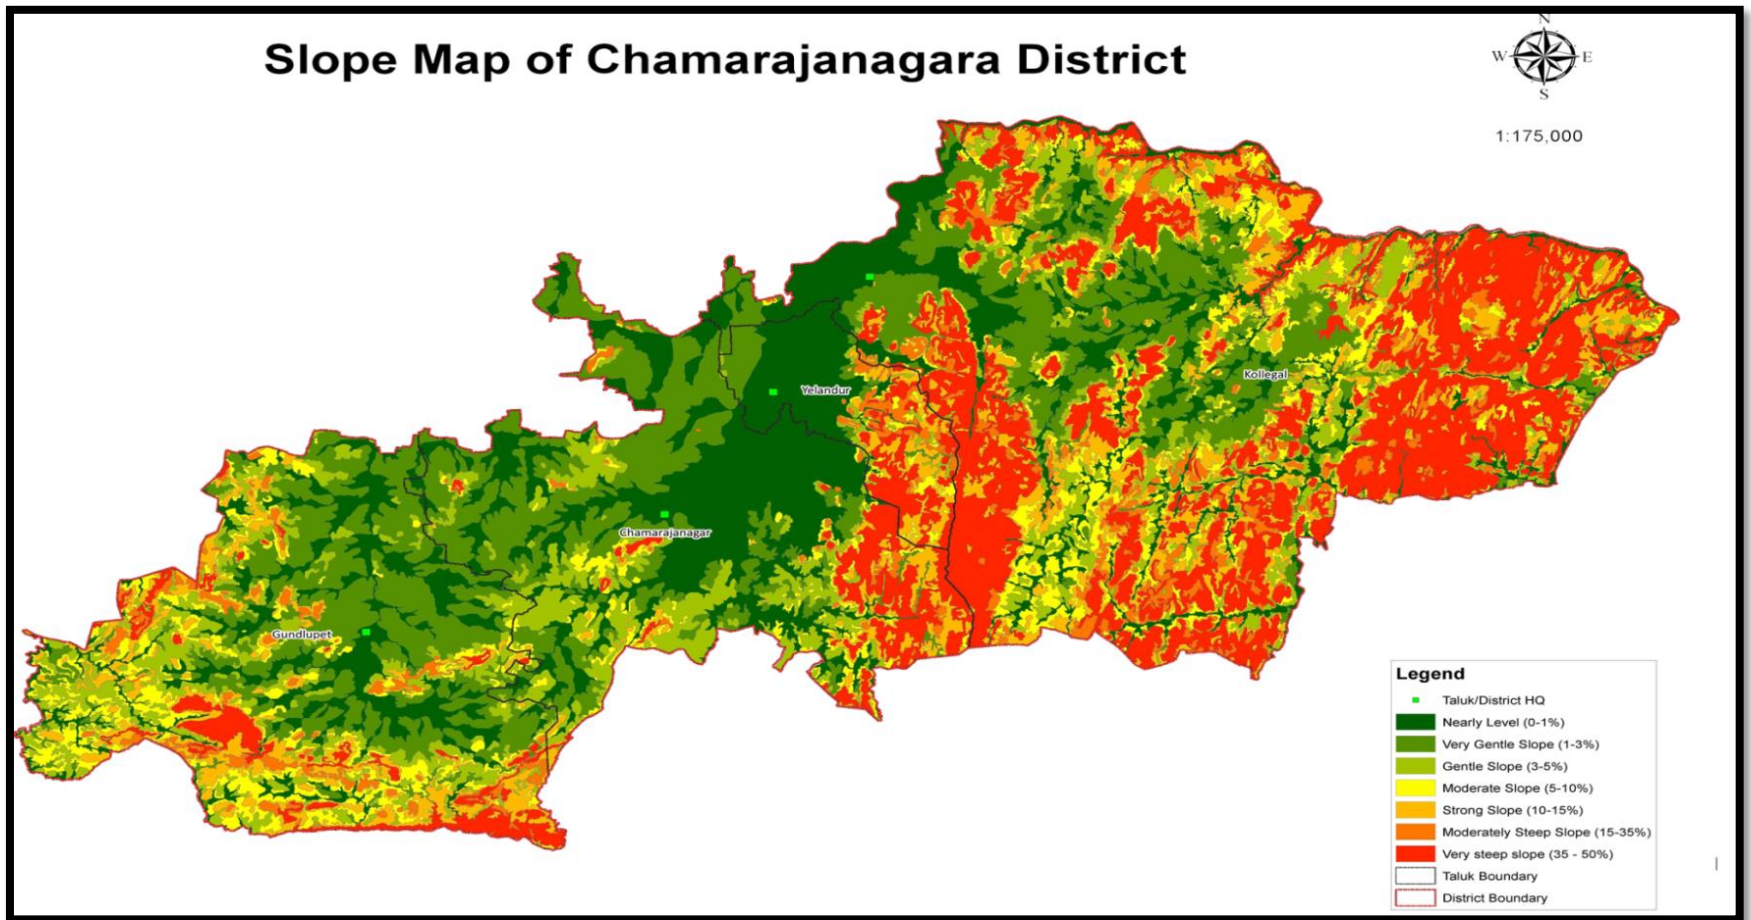 Slope Map of Chamarajanagara District
N
W E
S
1:175,000
Yelandur
Kollegal
Chamarajanagar
Gundlupet
Legend
Taluk/District HQ
Nearly Level (0-1%)
Very Gentle Slope (1-3%)
Gentle Slope (3-5%)
Moderate Slope (5-10%)
Strong Slope (10-15%)
Moderately Steep Slope (15-35%)
Very steep slope (35 - 50%)
Taluk Boundary
District Boundary